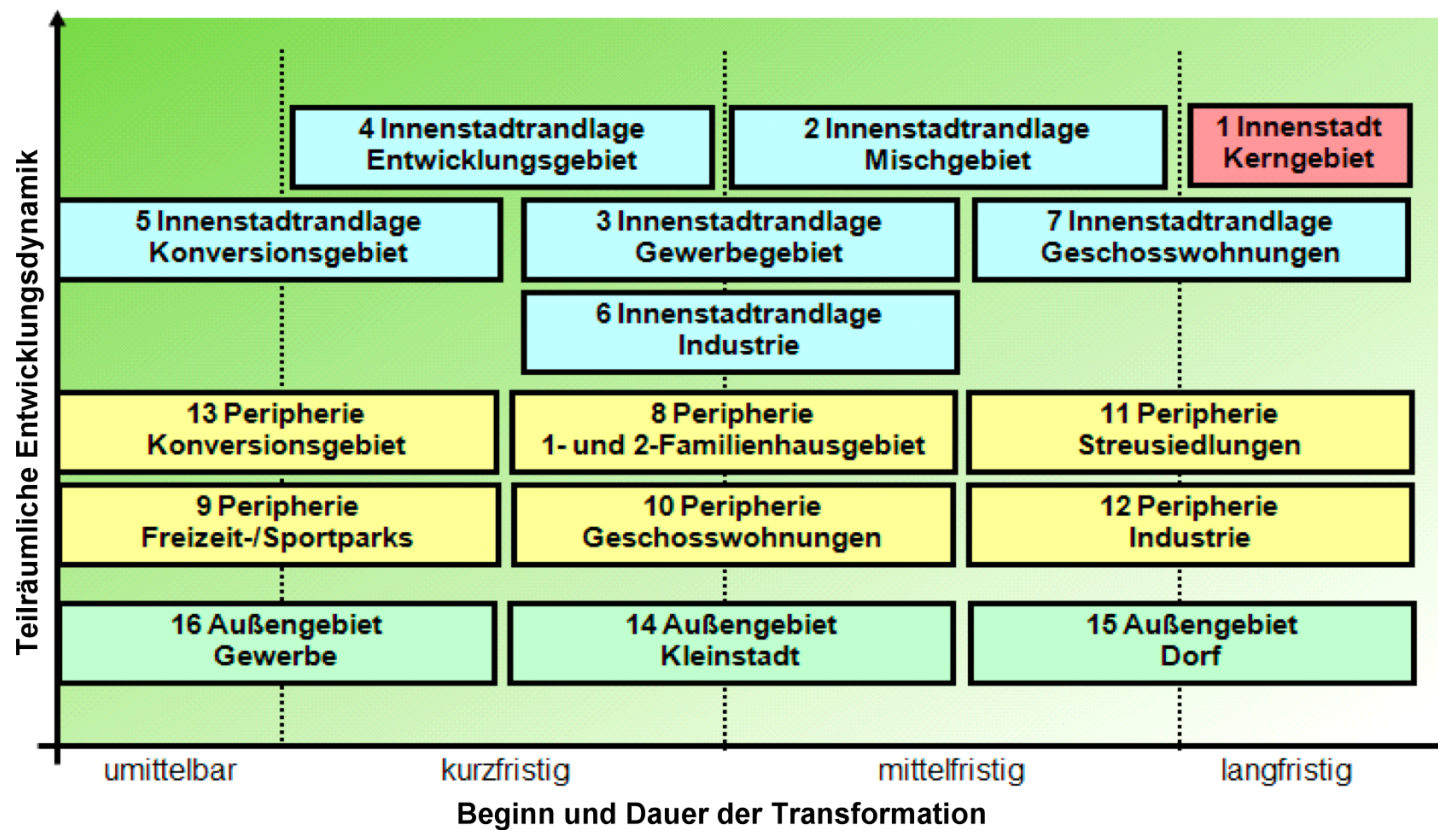 Teilräumliche Entwicklungsdynamik
4 Innenstadtrandlage
Entwicklungsgebiet
2 Innenstadtrandlage
Mischgebiet
1 Innenstadt
Kerngebiet
5 Innenstadtrandlage
Konversionsgebiet
3 Innenstadtrandlage
Gewerbegebiet
7 Innenstadtrandlage
Geschosswohnungen
6 Innenstadtrandlage
Industrie
13 Peripherie
Konversionsgebiet
8 Peripherie
1- und 2-Familienhausgebiet
11 Peripherie
Streusiedlungen
9 Peripherie
Freizeit-/Sportparks
10 Peripherie
Geschosswohnungen
12 Peripherie
Industrie
16 Außengebiet
Gewerbe
14 Außengebiet
Kleinstadt
15 Außengebiet
Dorf
umittelbar
kurzfristig
mittelfristig
langfristig
Beginn und Dauer der Transformation